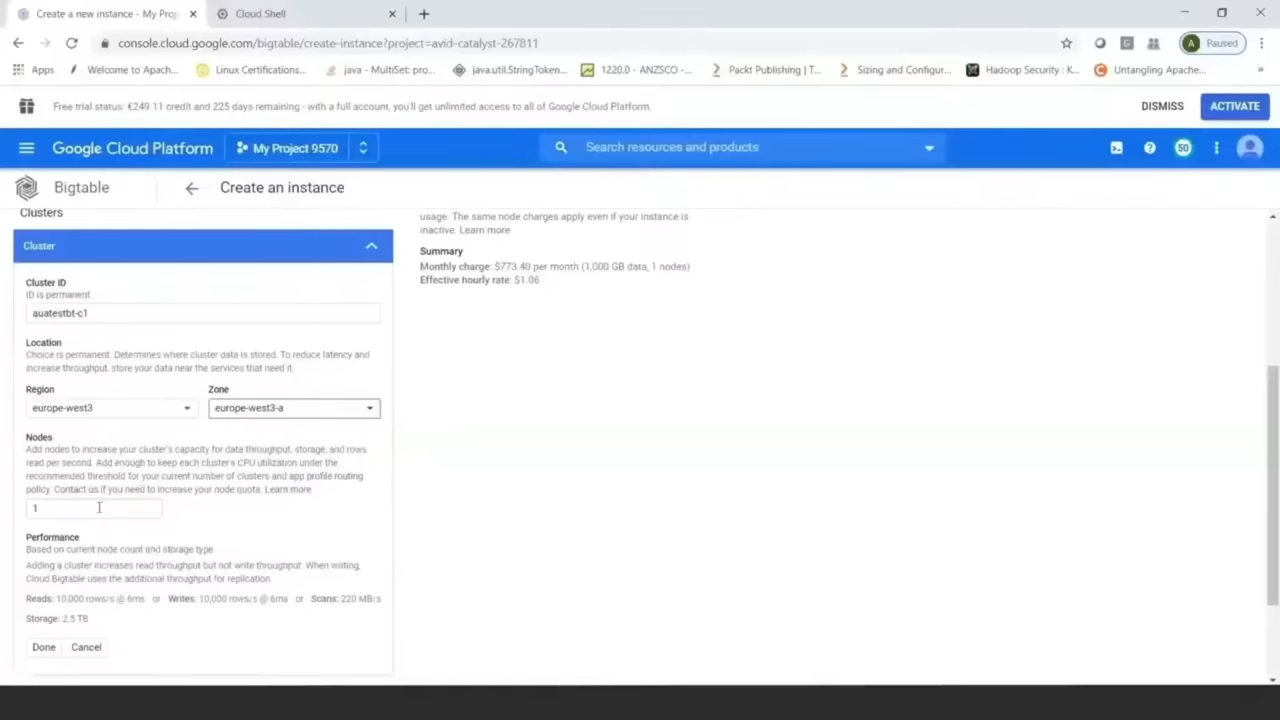 Create a new instance - My Proj
Cloud Shell
console.cloud.google.com/bigtable/create-instance?project=avid-catalyst-267811
A
Paused
Apps
Welcome to Apach...
Linux Certifications...
java - MultiSet: pro...
java.util.StringToken...
1220.0 - ANZSCO -...
Packt Publishing | T...
Sizing and Configur...
Hadoop Security : K...
Untangling Apache...
»
Free trial status: €249.11 credit and 225 days remaining - with a full account, you'll get unlimited access to all of Google Cloud Platform.
DISMISS
ACTIVATE
Google Cloud Platform
My Project 9570
Search resources and products
50
Bigtable
Create an instance
Clusters
Cluster
Cluster ID
ID is permanent
auatestbt-c1
Location
Choice is permanent. Determines where cluster data is stored. To reduce latency and
increase throughput, store your data near the services that need it.
Region
Zone
europe-west3
europe-west3-a
Nodes
Add nodes to increase your cluster's capacity for data throughput, storage, and rows
read per second. Add enough to keep each cluster's CPU utilization under the
recommended threshold for your current number of clusters and app profile routing
policy. Contact us if you need to increase your node quota. Learn more
1
Performance
Based on current node count and storage type
Adding a cluster increases read throughput but not write throughput. When writing,
Cloud Bigtable uses the additional throughput for replication
Reads: 10,000 rows/s @ 6ms or Writes: 10,000 rows/s @ 6ms or Scans: 220 MB/s
Storage: 2.5 TB
Done
Cancel
usage. The same node charges apply even if your instance is
inactive. Learn more
Summary
Monthly charge: $773.40 per month (1,000 GB data, 1 nodes)
Effective hourly rate: $1.06